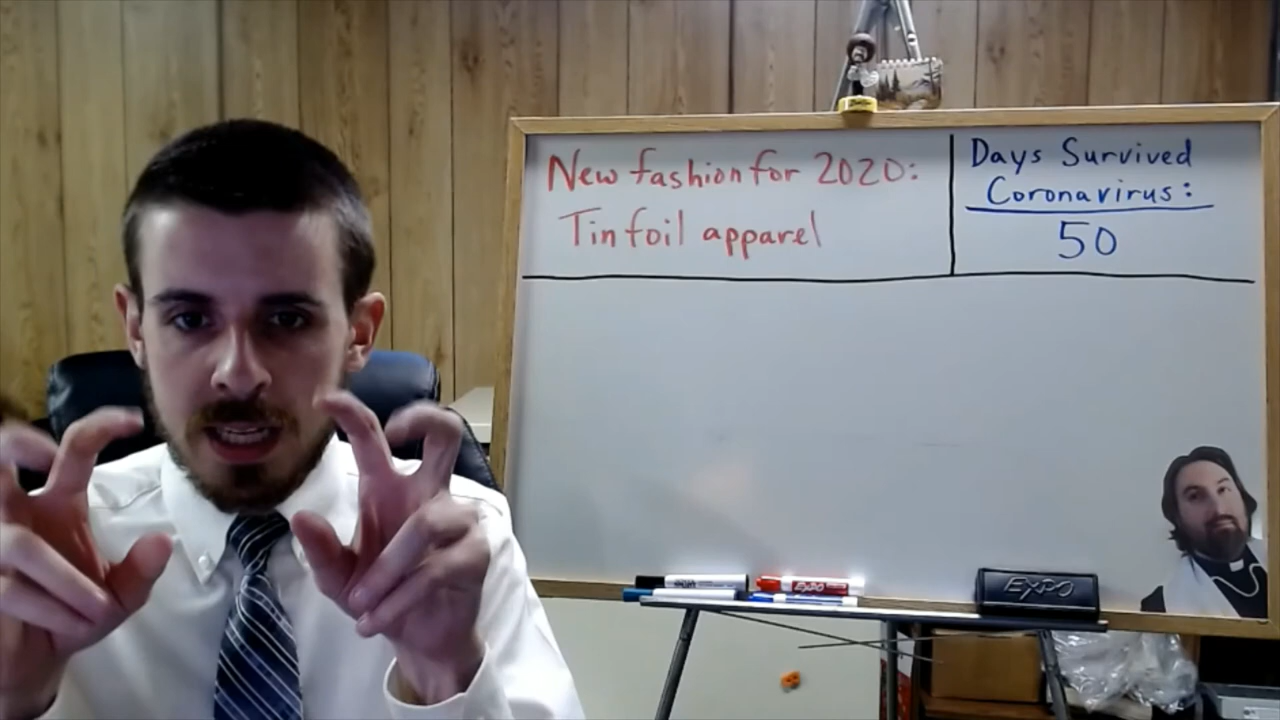 New fashion for 2020:
Tinfoil apparel
Days Survived
Coronavirus:
50
EXPO
EXPO